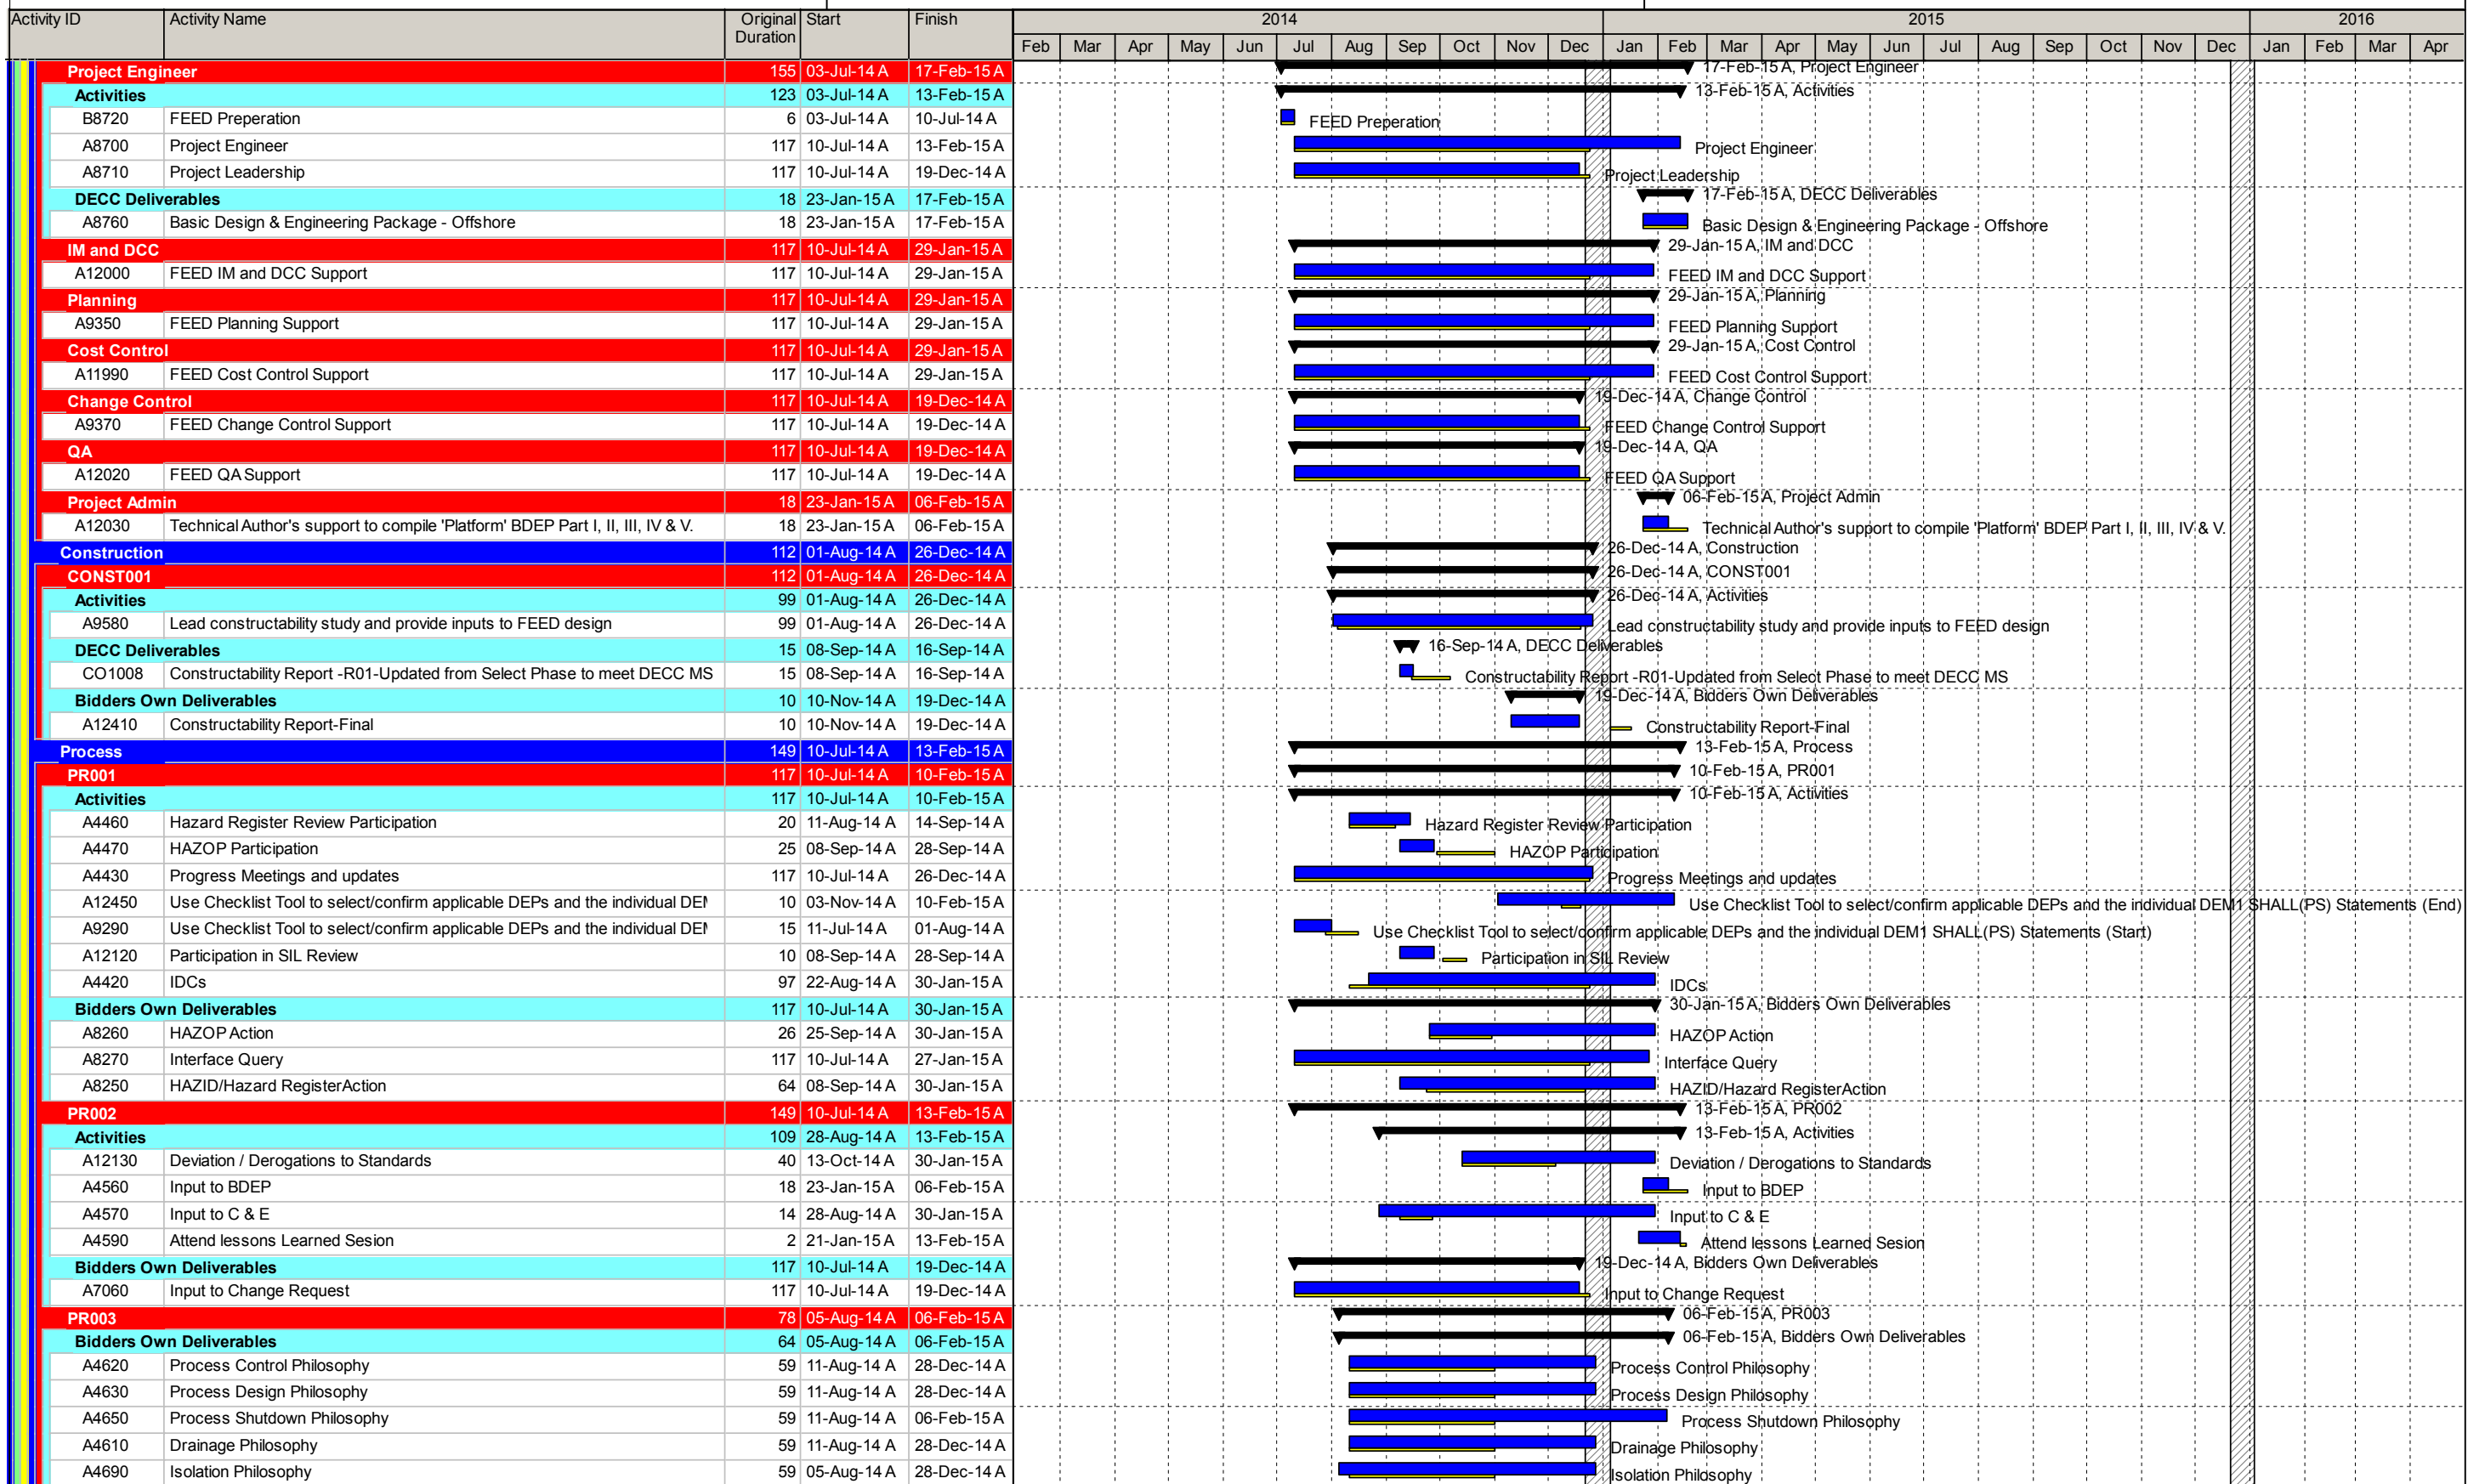 Activity ID Activity Name Original Duration Start Finish 2014 2015 2016
Feb Mar Apr May Jun Jul Aug Sep Oct Nov Dec Jan Feb Mar Apr May Jun Jul Aug Sep Oct Nov Dec Jan Feb Mar Apr
Project Engineer 155 03-Jul-14 A 17-Feb-15 A 17-Feb-15 A, Project Engineer
Activities 123 03-Jul-14 A 13-Feb-15 A 13-Feb-15 A, Activities
B8720 FEED Preperation 6 03-Jul-14 A 10-Jul-14 A FEED Preperation
A8700 Project Engineer 117 10-Jul-14 A 13-Feb-15 A Project Engineer
A8710 Project Leadership 117 10-Jul-14 A 19-Dec-14 A Project Leadership
DECC Deliverables 18 23-Jan-15 A 17-Feb-15 A 17-Feb-15 A, DECC Deliverables
A8760 Basic Design & Engineering Package - Offshore 18 23-Jan-15 A 17-Feb-15 A Basic Design & Engineering Package - Offshore
IM and DCC 117 10-Jul-14 A 29-Jan-15 A 29-Jan-15 A, IM and DCC
A12000 FEED IM and DCC Support 117 10-Jul-14 A 29-Jan-15 A FEED IM and DCC Support
Planning 117 10-Jul-14 A 29-Jan-15 A 29-Jan-15 A, Planning
A9350 FEED Planning Support 117 10-Jul-14 A 29-Jan-15 A FEED Planning Support
Cost Control 117 10-Jul-14 A 29-Jan-15 A 29-Jan-15 A, Cost Control
A11990 FEED Cost Control Support 117 10-Jul-14 A 29-Jan-15 A FEED Cost Control Support
Change Control 117 10-Jul-14 A 19-Dec-14 A 19-Dec-14 A, Change Control
A9370 FEED Change Control Support 117 10-Jul-14 A 19-Dec-14 A FEED Change Control Support
QA 117 10-Jul-14 A 19-Dec-14 A 19-Dec-14 A, QA
A12020 FEED QA Support 117 10-Jul-14 A 19-Dec-14 A FEED QA Support
Project Admin 18 23-Jan-15 A 06-Feb-15 A 06-Feb-15 A, Project Admin
A12030 Technical Author's support to compile 'Platform' BDEP Part I, II, III, IV & V. 18 23-Jan-15 A 06-Feb-15 A Technical Author's support to compile 'Platform' BDEP Part I, II, III, IV & V.
Construction 112 01-Aug-14 A 26-Dec-14 A 26-Dec-14 A, Construction
CONST001 112 01-Aug-14 A 26-Dec-14 A 26-Dec-14 A, CONST001
Activities 99 01-Aug-14 A 26-Dec-14 A 26-Dec-14 A, Activities
A9580 Lead constructability study and provide inputs to FEED design 99 01-Aug-14 A 26-Dec-14 A Lead constructability study and provide inputs to FEED design
DECC Deliverables 15 08-Sep-14 A 16-Sep-14 A 16-Sep-14 A, DECC Deliverables
CO1008 Constructability Report -R01-Updated from Select Phase to meet DECC MS 15 08-Sep-14 A 16-Sep-14 A Constructability Report -R01-Updated from Select Phase to meet DECC MS
Bidders Own Deliverables 10 10-Nov-14 A 19-Dec-14 A 19-Dec-14 A, Bidders Own Deliverables
A12410 Constructability Report-Final 10 10-Nov-14 A 19-Dec-14 A Constructability Report-Final
Process 149 10-Jul-14 A 13-Feb-15 A 13-Feb-15 A, Process
PR001 117 10-Jul-14 A 10-Feb-15 A 10-Feb-15 A, PR001
Activities 117 10-Jul-14 A 10-Feb-15 A 10-Feb-15 A, Activities
A4460 Hazard Register Review Participation 20 11-Aug-14 A 14-Sep-14 A Hazard Register Review Participation
A4470 HAZOP Participation 25 08-Sep-14 A 28-Sep-14 A HAZOP Participation
A4430 Progress Meetings and updates 117 10-Jul-14 A 26-Dec-14 A Progress Meetings and updates
A12450 Use Checklist Tool to select/confirm applicable DEPs and the individual DEM 10 03-Nov-14 A 10-Feb-15 A Use Checklist Tool to select/confirm applicable DEPs and the individual DEM1 SHALL(PS) Statements (End)
A9290 Use Checklist Tool to select/confirm applicable DEPs and the individual DEM 15 11-Jul-14 A 01-Aug-14 A Use Checklist Tool to select/confirm applicable DEPs and the individual DEM1 SHALL(PS) Statements (Start)
A12120 Participation in SIL Review 10 08-Sep-14 A 28-Sep-14 A Participation in SIL Review
A4420 IDCs 97 22-Aug-14 A 30-Jan-15 A IDCs
Bidders Own Deliverables 117 10-Jul-14 A 30-Jan-15 A 30-Jan-15 A, Bidders Own Deliverables
A8260 HAZOP Action 26 25-Sep-14 A 30-Jan-15 A HAZOP Action
A8270 Interface Query 117 10-Jul-14 A 27-Jan-15 A Interface Query
A8250 HAZID/Hazard RegisterAction 64 08-Sep-14 A 30-Jan-15 A HAZID/Hazard RegisterAction
PR002 149 10-Jul-14 A 13-Feb-15 A 13-Feb-15 A, PR002
Activities 109 28-Aug-14 A 13-Feb-15 A 13-Feb-15 A, Activities
A12130 Deviation / Derogations to Standards 40 13-Oct-14 A 30-Jan-15 A Deviation / Derogations to Standards
A4560 Input to BDEP 18 23-Jan-15 A 06-Feb-15 A Input to BDEP
A4570 Input to C & E 14 28-Aug-14 A 30-Jan-15 A Input to C & E
A4590 Attend lessons Learned Sesion 2 21-Jan-15 A 13-Feb-15 A Attend lessons Learned Sesion
Bidders Own Deliverables 117 10-Jul-14 A 19-Dec-14 A 19-Dec-14 A, Bidders Own Deliverables
A7060 Input to Change Request 117 10-Jul-14 A 19-Dec-14 A Input to Change Request
PR003 78 05-Aug-14 A 06-Feb-15 A 06-Feb-15 A, PR003
Bidders Own Deliverables 64 05-Aug-14 A 06-Feb-15 A 06-Feb-15 A, Bidders Own Deliverables
A4620 Process Control Philosophy 59 11-Aug-14 A 28-Dec-14 A Process Control Philosophy
A4630 Process Design Philosophy 59 11-Aug-14 A 28-Dec-14 A Process Design Philosophy
A4650 Process Shutdown Philosophy 59 11-Aug-14 A 06-Feb-15 A Process Shutdown Philosophy
A4610 Drainage Philosophy 59 11-Aug-14 A 28-Dec-14 A Drainage Philosophy
A4690 Isolation Philosophy 59 05-Aug-14 A 28-Dec-14 A Isolation Philosophy